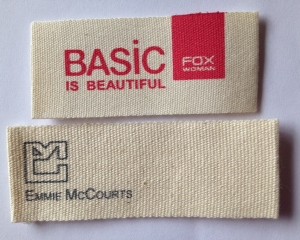 BASiC
IS BEAUTIFUL
FOX
WOMAN
EMMIE MCCOURTS